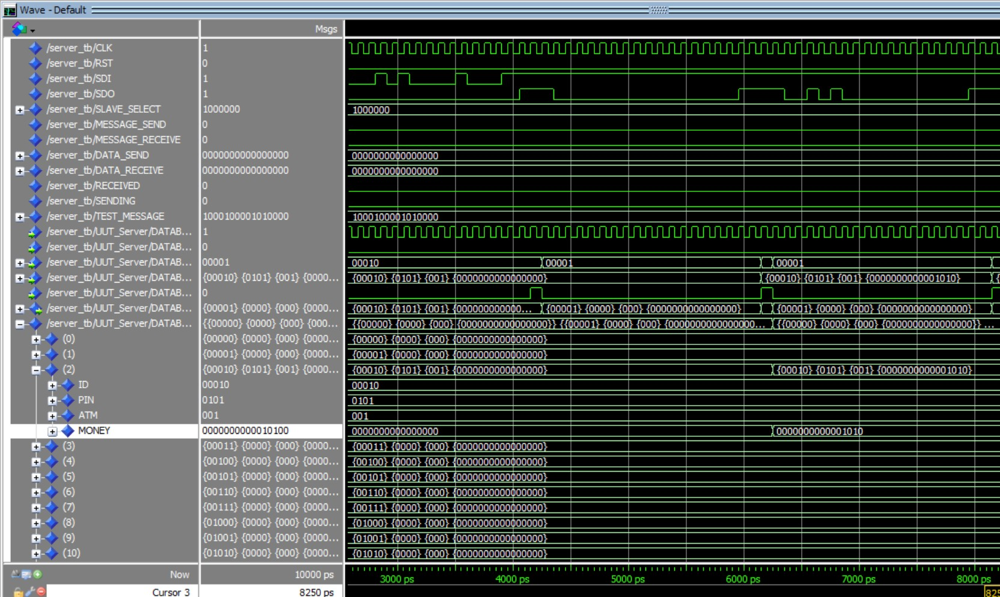 Wave - Default
Msgs
/server_tb/CLK 1
/server_tb/RST 0
/server_tb/SDI 1
/server_tb/SDO 1
/server_tb/SLAVE_SELECT 1000000 1000000
/server_tb/MESSAGE_SEND 0
/server_tb/MESSAGE_RECEIVE 0
/server_tb/DATA_SEND 0000000000000000 0000000000000000
/server_tb/DATA_RECEIVE 0000000000000000 0000000000000000
/server_tb/RECEIVED 0
/server_tb/SENDING 0
/server_tb/TEST_MESSAGE 1000100001010000 1000100001010000
/server_tb/UUT_Server/DATAB... 1
/server_tb/UUT_Server/DATAB... 0
/server_tb/UUT_Server/DATAB... 00001 00010 00001 00001
/server_tb/UUT_Server/DATAB... {00010} {0101} {001} {0000... {00010} {0101} {001} {0000000000000000} {00010} {0101} {001} {0000000000001010} {
/server_tb/UUT_Server/DATAB... 0
/server_tb/UUT_Server/DATAB... {00001} {0000} {000} {0000... {00010} {0101} {001} {000000000000... {00001} {0000} {000} {0000000000000000} {00001} {0000} {000} {0000000000000000}
/server_tb/UUT_Server/DATAB... {{00000} {0000} {000} {000... {{00000} {0000} {000} {0000000000000000}} {{00001} {0000} {000} {0000000000000000... {{00000} {0000} {000} {0000000000000000}} ...
(0) {00000} {0000} {000} {0000... {00000} {0000} {000} {0000000000000000}
(1) {00001} {0000} {000} {0000... {00001} {0000} {000} {0000000000000000}
(2) {00010} {0101} {001} {0000... {00010} {0101} {001} {0000000000000000} {00010} {0101} {001} {0000000000001010}
ID 00010 00010
PIN 0101 0101
ATM 001 001
MONEY 0000000000010100 0000000000000000 0000000000001010
(3) {00011} {0000} {000} {0000... {00011} {0000} {000} {0000000000000000}
(4) {00100} {0000} {000} {0000... {00100} {0000} {000} {0000000000000000}
(5) {00101} {0000} {000} {0000... {00101} {0000} {000} {0000000000000000}
(6) {00110} {0000} {000} {0000... {00110} {0000} {000} {0000000000000000}
(7) {00111} {0000} {000} {0000... {00111} {0000} {000} {0000000000000000}
(8) {01000} {0000} {000} {0000... {01000} {0000} {000} {0000000000000000}
(9) {01001} {0000} {000} {0000... {01001} {0000} {000} {0000000000000000}
(10) {01010} {0000} {000} {0000... {01010} {0000} {000} {0000000000000000}
Now 10000 ps 3000 ps 4000 ps 5000 ps 6000 ps 7000 ps 8000 ps
Cursor 3 8250 ps 825